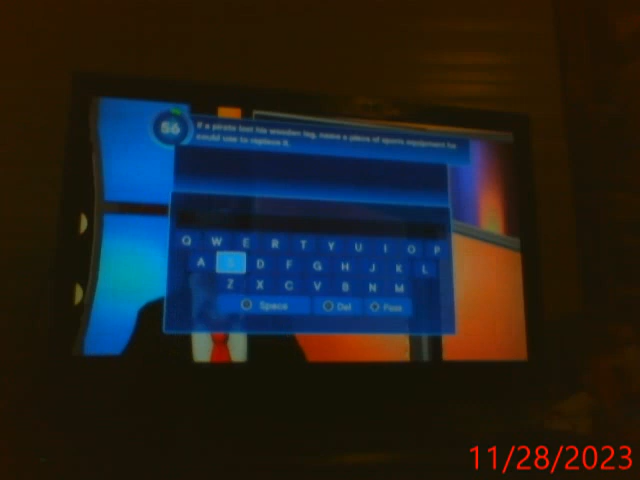 56
If a pirate lost his wooden leg, name a piece of sports equipment he
could use to replace it.
Q W E R T Y U I O P
A S D F G H J K L
Z X C V B N M
Space Del Pass
11/28/2023